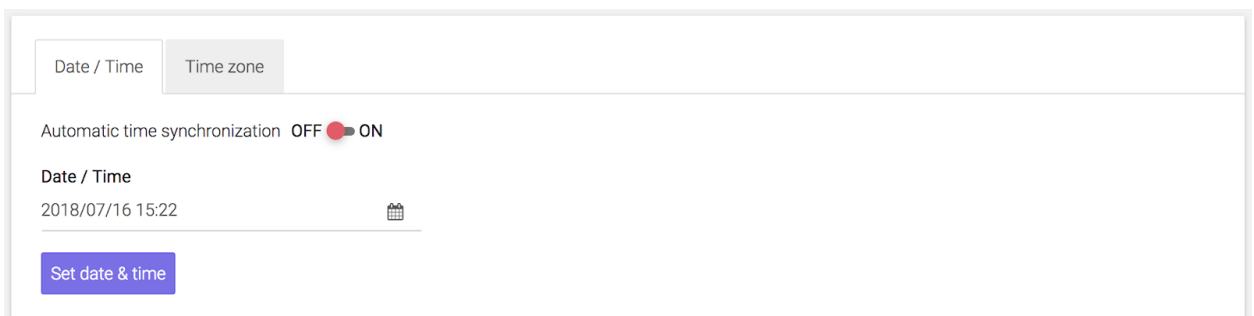 Date / Time
Time zone
Automatic time synchronization OFF ON
Date / Time
2018/07/16 15:22
Set date & time